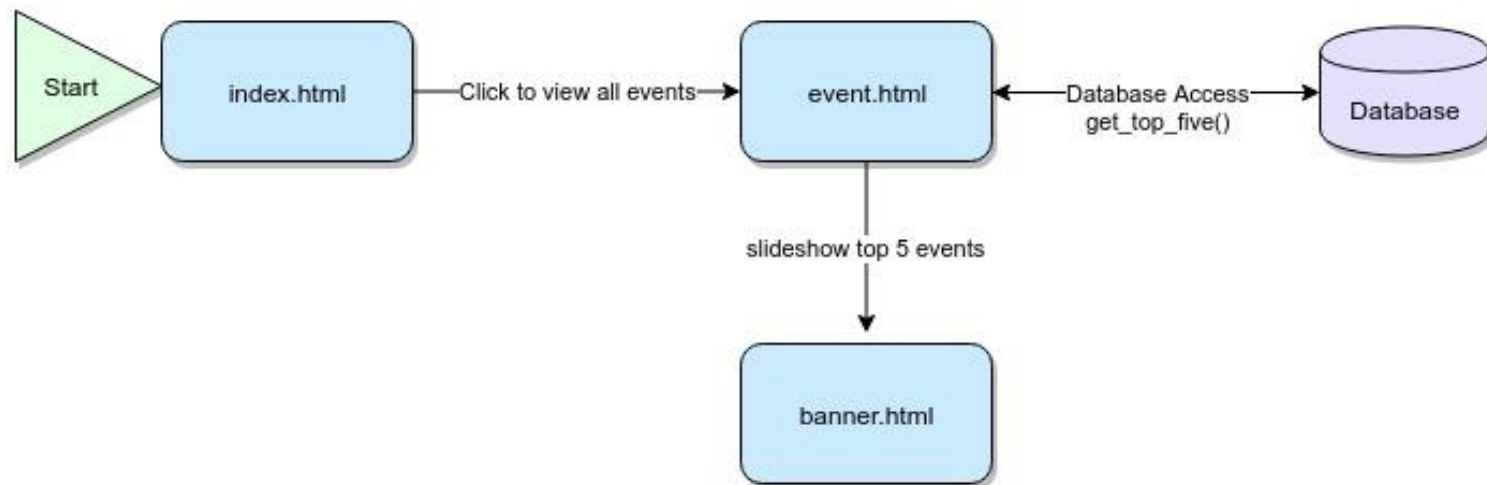 Start
index.html
Click to view all events
event.html
Database Access
get_top_five()
Database
slideshow top 5 events
banner.html